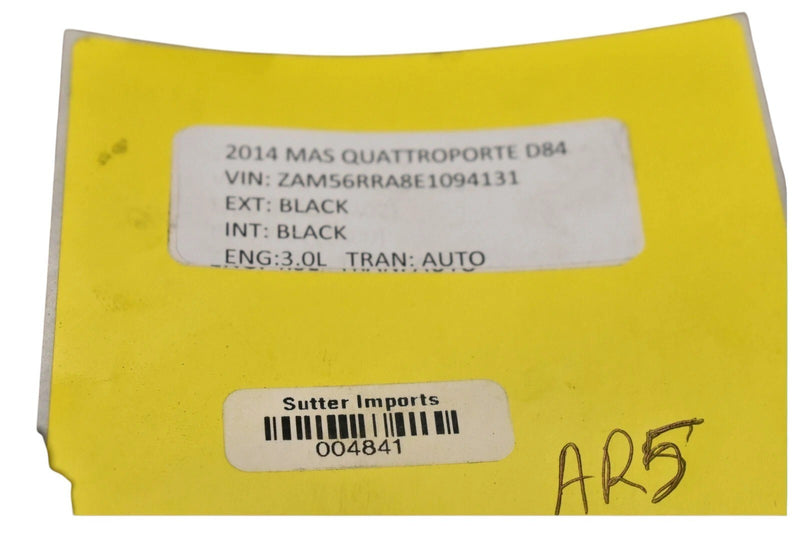 2014 MAS QUATTROPORTE D84
VIN: ZAM56RRA8E1094131
EXT: BLACK
INT: BLACK
ENG:3.0L TRAN: AUTO
Sutter Imports
004841
AR5